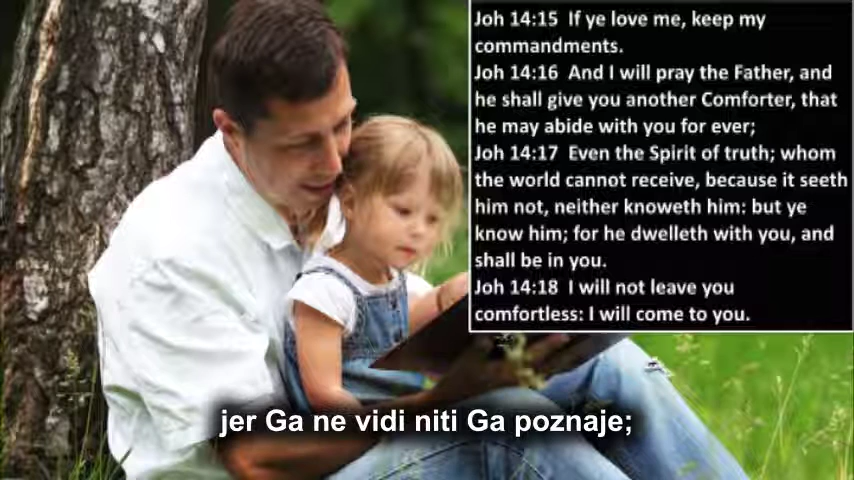 Joh 14:15  If ye love me, keep my
commandments.
Joh 14:16  And I will pray the Father, and
he shall give you another Comforter, that
he may abide with you for ever;
Joh 14:17  Even the Spirit of truth; whom
the world cannot receive, because it seeth
him not, neither knoweth him: but ye
know him; for he dwelleth with you, and
shall be in you.
Joh 14:18  I will not leave you
comfortless: I will come to you.
jer Ga ne vidi niti Ga poznaje;